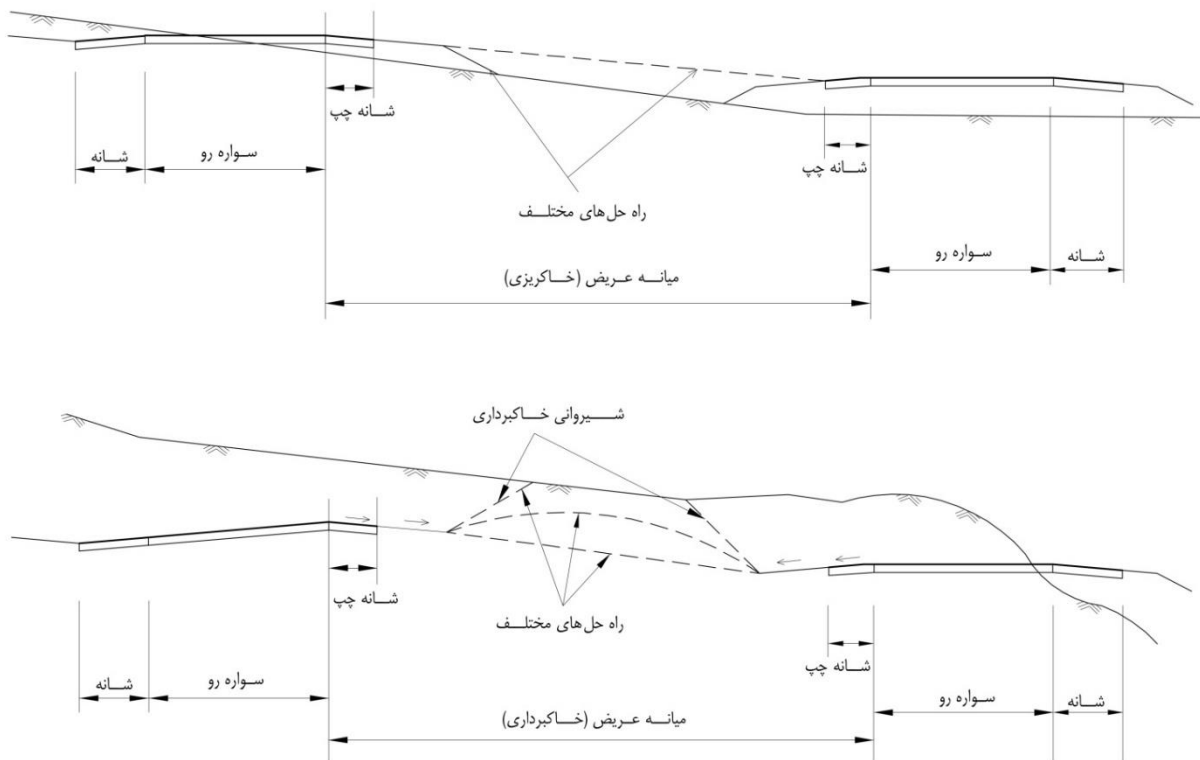 شانه چپ
شانه
سواره رو
شانه چپ
راه حل‌های مختلف
سواره رو
شانه
میانه عریض (خاکریزی)
شیروانی خاکبرداری
شانه چپ
راه حل‌های مختلف
شانه چپ
شانه
سواره رو
سواره رو
شانه
میانه عریض (خاکبرداری)